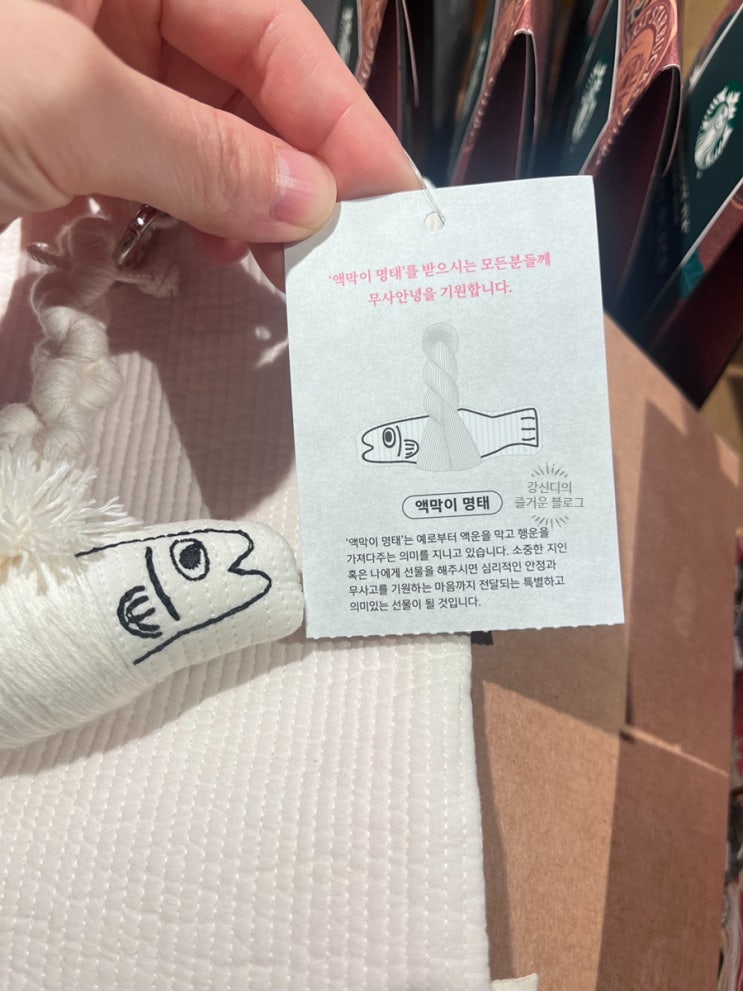 '액막이 명태'를 받으시는 모든분들께
무사안녕을 기원합니다.
액막이 명태
강신디의
즐거운 블로그
'액막이 명태'는 예로부터 액운을 막고 행운을
가져다주는 의미를 지니고 있습니다. 소중한 지인
혹은 나에게 선물을 해주시면 심리적인 안정과
무사고를 기원하는 마음까지 전달되는 특별하고
의미있는 선물이 될 것입니다.